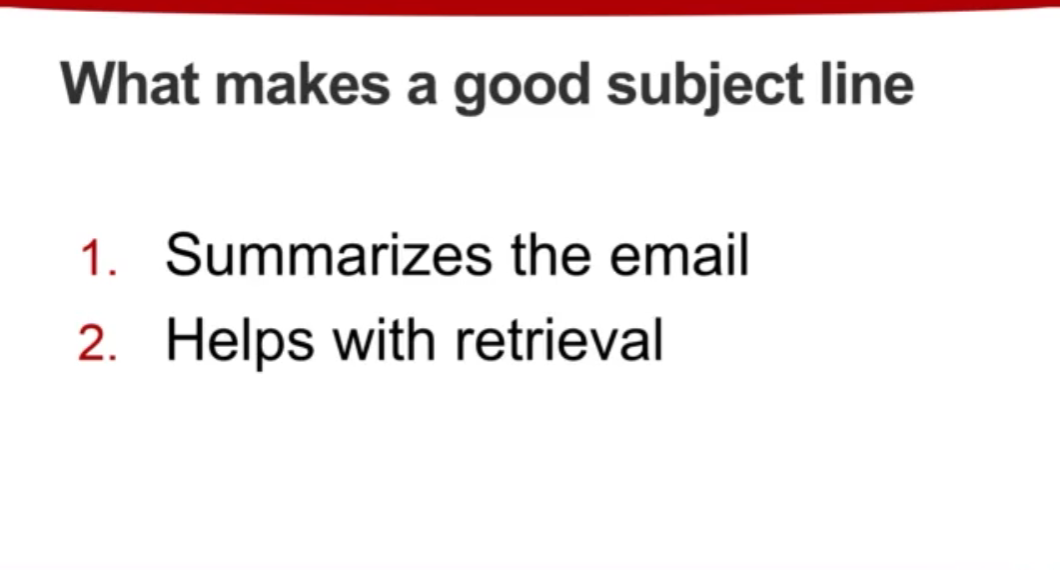 What makes a good subject line
1. Summarizes the email
2. Helps with retrieval